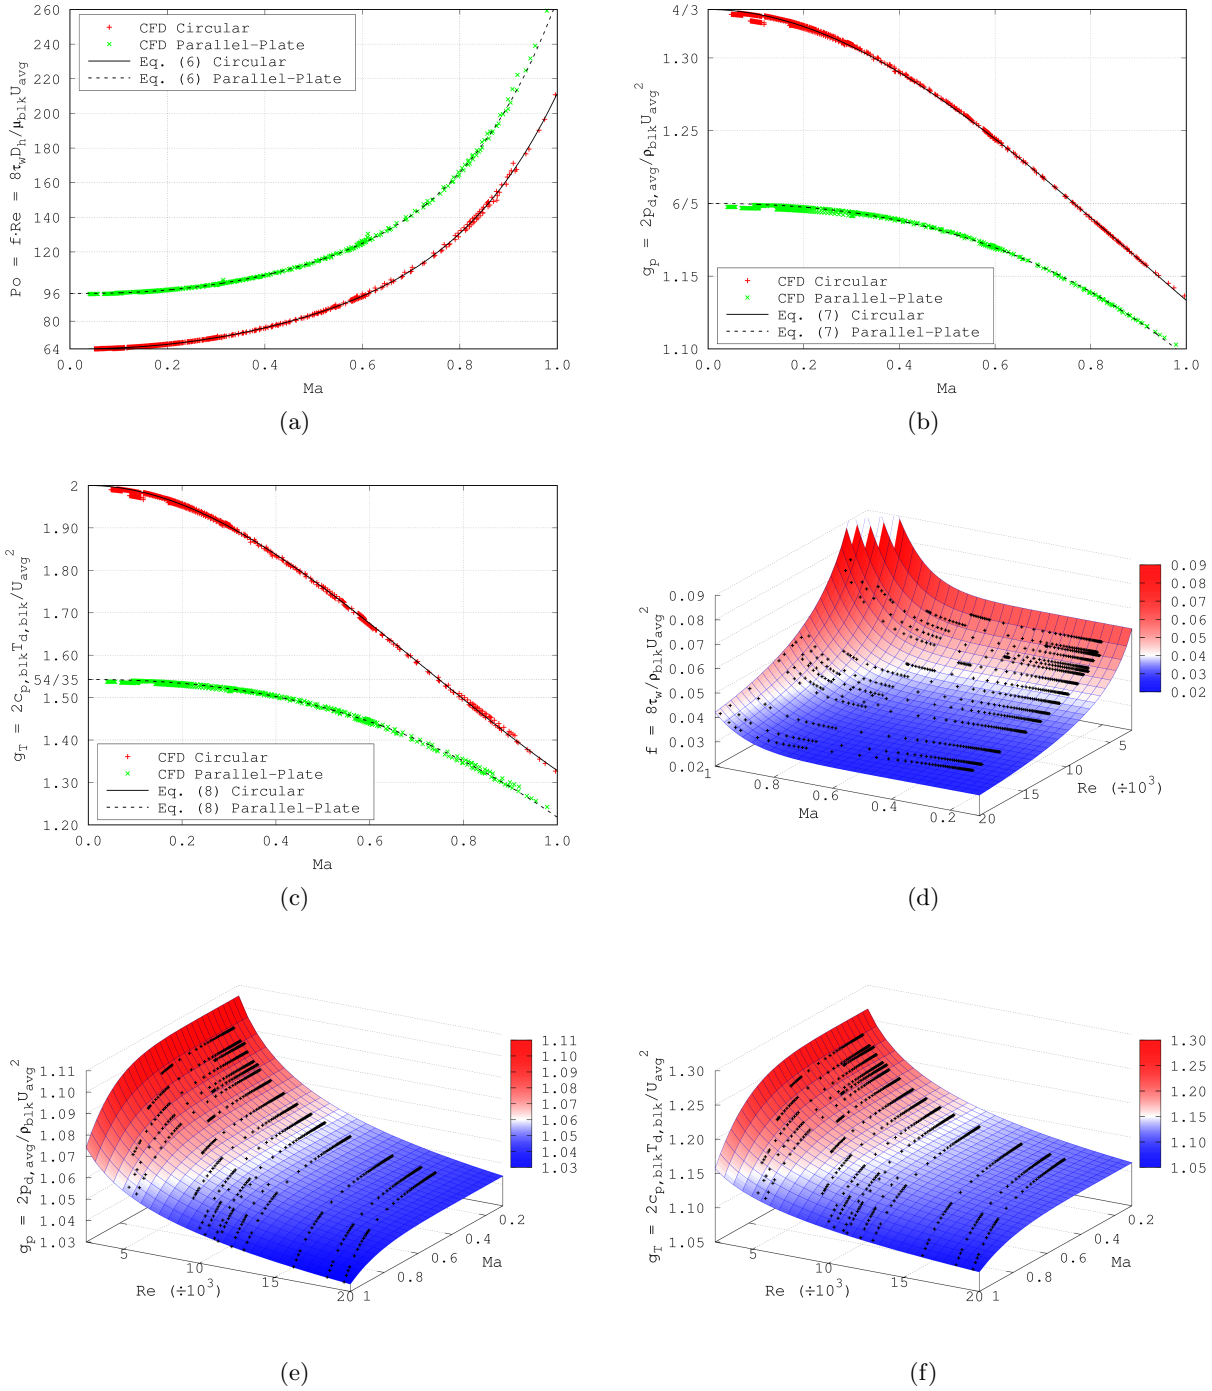 Po = f·Re = 8τwDh/μblkUavg
260
240
220
200
180
160
140
120
96
80
64
0.0 0.2 0.4 0.6 0.8 1.0
Ma
CFD Circular
CFD Parallel-Plate
Eq. (6) Circular
Eq. (6) Parallel-Plate
(a)
gp = 2pd,avg/ρblkUavg2
4/3
1.30
1.25
6/5
1.15
1.10
0.0 0.2 0.4 0.6 0.8 1.0
Ma
CFD Circular
CFD Parallel-Plate
Eq. (7) Circular
Eq. (7) Parallel-Plate
(b)
gT = 2cp,blkTd,blk/Uavg2
2
1.90
1.80
1.70
1.60
54/35
1.50
1.40
1.30
1.20
0.0 0.2 0.4 0.6 0.8 1.0
Ma
CFD Circular
CFD Parallel-Plate
Eq. (8) Circular
Eq. (8) Parallel-Plate
(c)
f = 8τw/ρblkUavg2
0.09
0.08
0.07
0.06
0.05
0.04
0.03
0.02
1 0.8 0.6 0.4 0.2
Ma
5 10 15 20
Re (÷103)
0.09
0.08
0.07
0.06
0.05
0.04
0.03
0.02
(d)
gp = 2pd,avg/ρblkUavg2
1.11
1.10
1.09
1.08
1.07
1.06
1.05
1.04
1.03
5 10 15 20
Re (÷103)
0.2 0.4 0.6 0.8 1
Ma
1.11
1.10
1.09
1.08
1.07
1.06
1.05
1.04
1.03
(e)
gT = 2cp,blkTd,blk/Uavg2
1.30
1.25
1.20
1.15
1.10
1.05
5 10 15 20
Re (÷103)
0.2 0.4 0.6 0.8 1
Ma
1.30
1.25
1.20
1.15
1.10
1.05
(f)